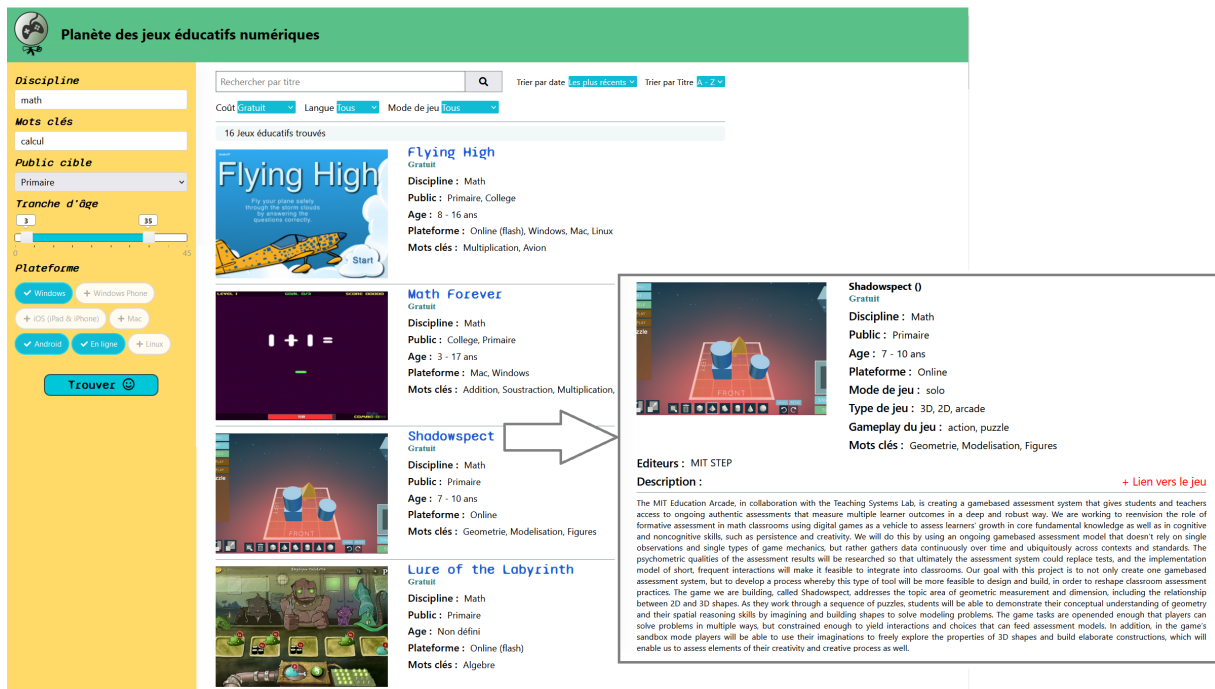 Planète des jeux éducatifs numériques
Discipline
math
Mots clés
calcul
Public cible
Primaire
Tranche d'âge
3 35
0 45
Plateforme
Windows + Windows Phone
+ iOS (iPad & iPhone) + Mac
Android En ligne + Linux
Trouver
Rechercher par titre
Trier par date Les plus récents Trier par Titre A - Z
Coût Gratuit Langue Tous Mode de jeu Tous
16 Jeux éducatifs trouvés
Flying High
Fly your plane safely
through the storm clouds
by answering the
questions correctly.
Start
Flying High
Gratuit
Discipline : Math
Public : Primaire, College
Age : 8 - 16 ans
Plateforme : Online (flash), Windows, Mac, Linux
Mots clés : Multiplication, Avion
LEVEL 1 GOAL 0/9 SCORE 00000
1 + 1 =
Math Forever
Gratuit
Discipline : Math
Public : College, Primaire
Age : 3 - 17 ans
Plateforme : Mac, Windows
Mots clés : Addition, Soustraction, Multiplication,
FRONT
Shadowspect
Gratuit
Discipline : Math
Public : Primaire
Age : 7 - 10 ans
Plateforme : Online
Mots clés : Geometrie, Modelisation, Figures
Lure of the Labyrinth
Gratuit
Discipline : Math
Public : Primaire
Age : Non défini
Plateforme : Online (flash)
Mots clés : Algebre
FRONT
Shadowspect ()
Gratuit
Discipline : Math
Public : Primaire
Age : 7 - 10 ans
Plateforme : Online
Mode de jeu : solo
Type de jeu : 3D, 2D, arcade
Gameplay du jeu : action, puzzle
Mots clés : Geometrie, Modelisation, Figures
Editeurs : MIT STEP
Description : + Lien vers le jeu
The MIT Education Arcade, in collaboration with the Teaching Systems Lab, is creating a gamebased assessment system that gives students and teachers
access to ongoing authentic assessments that measure multiple learner outcomes in a deep and robust way. We are working to reenvision the role of
formative assessment in math classrooms using digital games as a vehicle to assess learners' growth in core fundamental knowledge as well as in cognitive
and noncognitive skills, such as persistence and creativity. We will do this by using an ongoing gamebased assessment model that doesn't rely on single
observations and single types of game mechanics, but rather gathers data continuously over time and ubiquitously across contexts and standards. The
psychometric qualities of the assessment results will be researched so that ultimately the assessment system could replace tests, and the implementation
model of short, frequent interactions will make it feasible to integrate into classrooms. Our goal with this project is to not only create one gamebased
assessment system, but to develop a process whereby this type of tool will be more feasible to design and build, in order to reshape classroom assessment
practices. The game we are building, called Shadowspect, addresses the topic area of geometric measurement and dimension, including the relationship
between 2D and 3D shapes. As they work through a sequence of puzzles, students will be able to demonstrate their conceptual understanding of geometry
and their spatial reasoning skills by imagining and building shapes to solve modeling problems. The game tasks are openended enough that players can
solve problems in multiple ways, but constrained enough to yield interactions and choices that can feed assessment models. In addition, in the game's
sandbox mode players will be able to use their imaginations to freely explore the properties of 3D shapes and build elaborate constructions, which will
enable us to assess elements of their creativity and creative process as well.